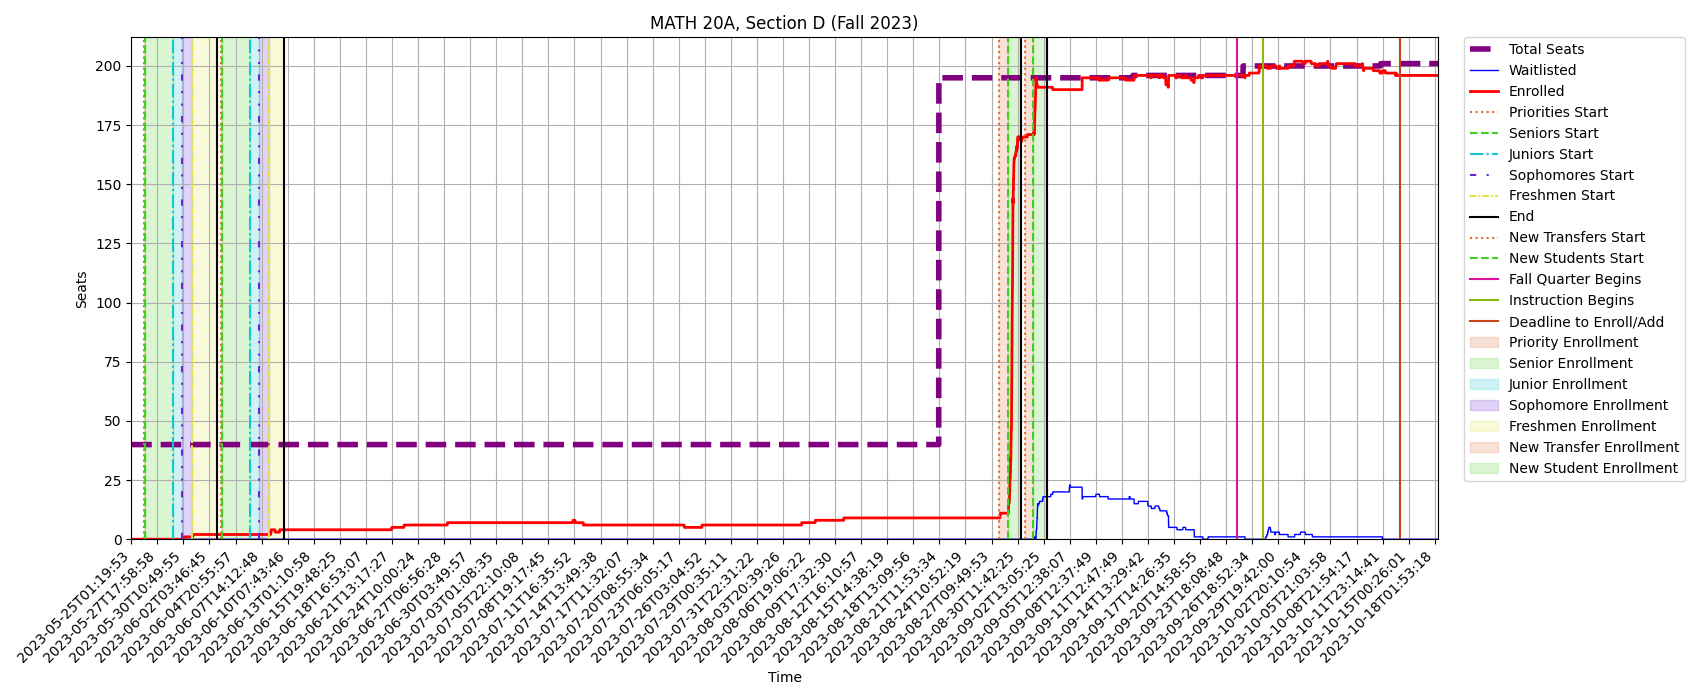 MATH 20A, Section D (Fall 2023)
Seats
200
175
150
125
100
75
50
25
0
2023-05-25T01:19:53
2023-05-27T17:58:58
2023-05-30T10:49:55
2023-06-02T03:46:45
2023-06-04T20:55:57
2023-06-07T14:12:48
2023-06-10T07:43:46
2023-06-13T01:10:58
2023-06-15T19:48:25
2023-06-18T16:53:07
2023-06-21T13:17:27
2023-06-24T10:00:24
2023-06-27T06:56:28
2023-06-30T03:49:57
2023-07-03T01:08:35
2023-07-05T22:10:08
2023-07-08T19:17:45
2023-07-11T16:35:52
2023-07-14T13:49:38
2023-07-17T11:32:07
2023-07-20T08:55:34
2023-07-23T06:05:17
2023-07-26T03:04:52
2023-07-29T00:35:11
2023-07-31T22:31:22
2023-08-03T20:39:26
2023-08-06T19:06:22
2023-08-09T17:32:30
2023-08-12T16:10:57
2023-08-15T14:38:19
2023-08-18T13:09:56
2023-08-21T11:53:34
2023-08-24T10:52:19
2023-08-27T09:49:53
2023-08-30T11:42:25
2023-09-02T13:05:25
2023-09-05T12:38:07
2023-09-08T12:37:49
2023-09-11T12:47:49
2023-09-14T13:29:42
2023-09-17T14:26:35
2023-09-20T14:58:55
2023-09-23T18:08:48
2023-09-26T18:52:34
2023-09-29T19:42:00
2023-10-02T20:10:54
2023-10-05T21:03:58
2023-10-08T21:54:17
2023-10-11T23:14:41
2023-10-15T00:26:01
2023-10-18T01:53:18
Time
Total Seats
Waitlisted
Enrolled
Priorities Start
Seniors Start
Juniors Start
Sophomores Start
Freshmen Start
End
New Transfers Start
New Students Start
Fall Quarter Begins
Instruction Begins
Deadline to Enroll/Add
Priority Enrollment
Senior Enrollment
Junior Enrollment
Sophomore Enrollment
Freshmen Enrollment
New Transfer Enrollment
New Student Enrollment